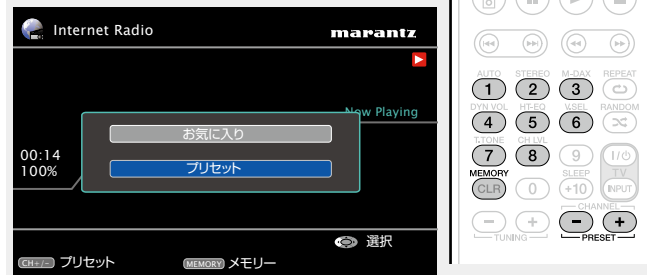 Internet Radio
marantz
Now Playing
お気に入り
プリセット
00:14
100%
選択
CH+/- プリセット
MEMORY メモリー
AUTO STEREO M-DAX REPEAT
1 2 3
DYN VOL HT-EQ V.SEL RANDOM
4 5 6
T.TONE CH LVL
7 8 9
MEMORY SLEEP TV
CLR 0 +10 INPUT
CHANNEL
- + - +
TUNING PRESET